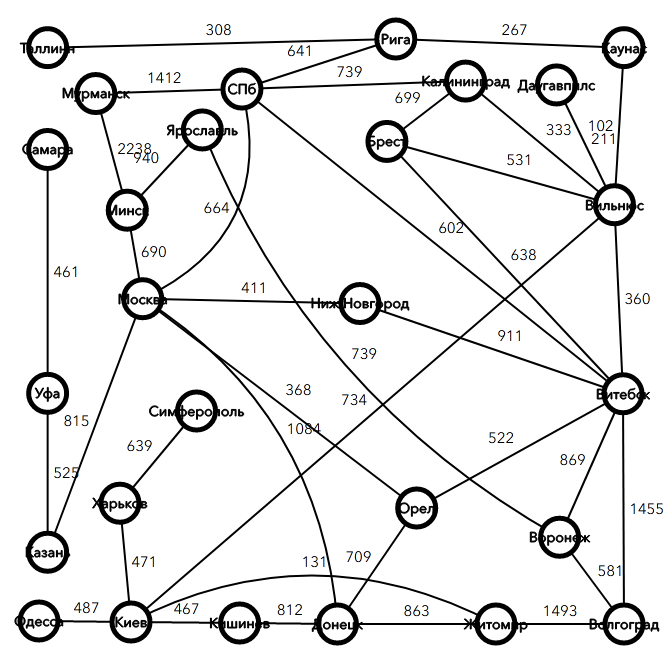 308
Таллинн
Рига
267
Каунас
641
1412
739
Мурманск
СПб
Калининград
Даугавпилс
699
Ярославль
333
102
211
Самара
2238
940
Брест
531
Минск
664
Вильнюс
602
690
638
461
411
360
Москва
Ниж.Новгород
911
739
Уфа
368
734
Витебск
815
Симферополь
1084
639
522
869
525
Харьков
Орел
1455
Казань
Воронеж
471
131
709
581
487
467
812
863
1493
Одесса
Киев
Кишинев
Донецк
Житомир
Волгоград